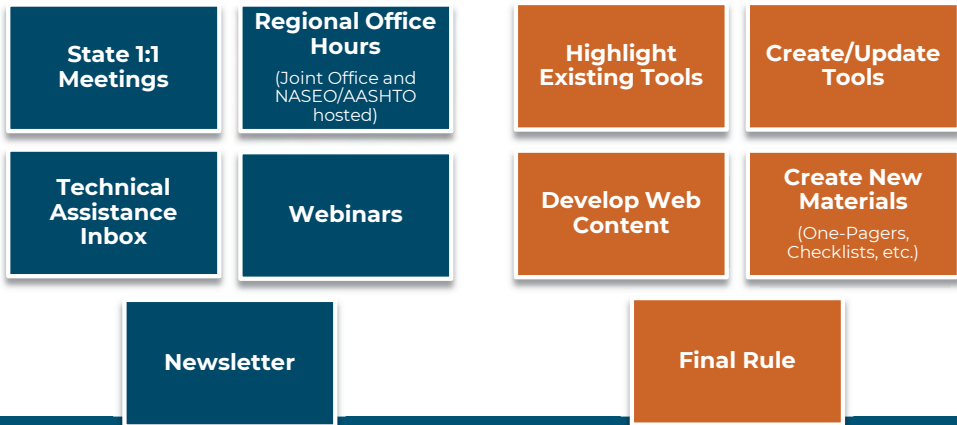 State 1:1
Meetings
Regional Office
Hours
(Joint Office and
NASEO/AASHTO
hosted)
Technical
Assistance
Inbox
Webinars
Newsletter
Highlight
Existing Tools
Create/Update
Tools
Develop Web
Content
Create New
Materials
(One-Pagers,
Checklists, etc.)
Final Rule